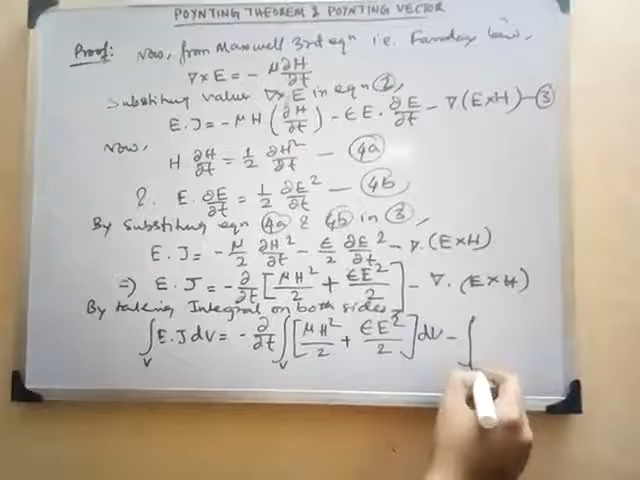 POYNTING THEOREM & POYNTING VECTOR
Proof: Now, from Maxwell 3rd eqn i.e. Faraday law,
∇×E = - μ∂H/∂t
Substituting value ∇×E in eqn ②,
E.J = -μH (∂H/∂t) - ϵE. ∂E/∂t - ∇(E×H) - ③
Now,
H ∂H/∂t = 1/2 ∂H²/∂t - (4a)
&. E. ∂E/∂t = 1/2 ∂E²/∂t - (4b)
By substituting eqn (4a) & (4b) in ③,
E.J = -μ/2 ∂H²/∂t - ϵ/2 ∂E²/∂t - ∇.(E×H)
⇒ E.J = -∂/∂t [μH²/2 + ϵE²/2] - ∇.(E×H)
By taking Integral on both sides
∫v E.J dv = -∂/∂t ∫v [μH²/2 + ϵE²/2] dv - ∫